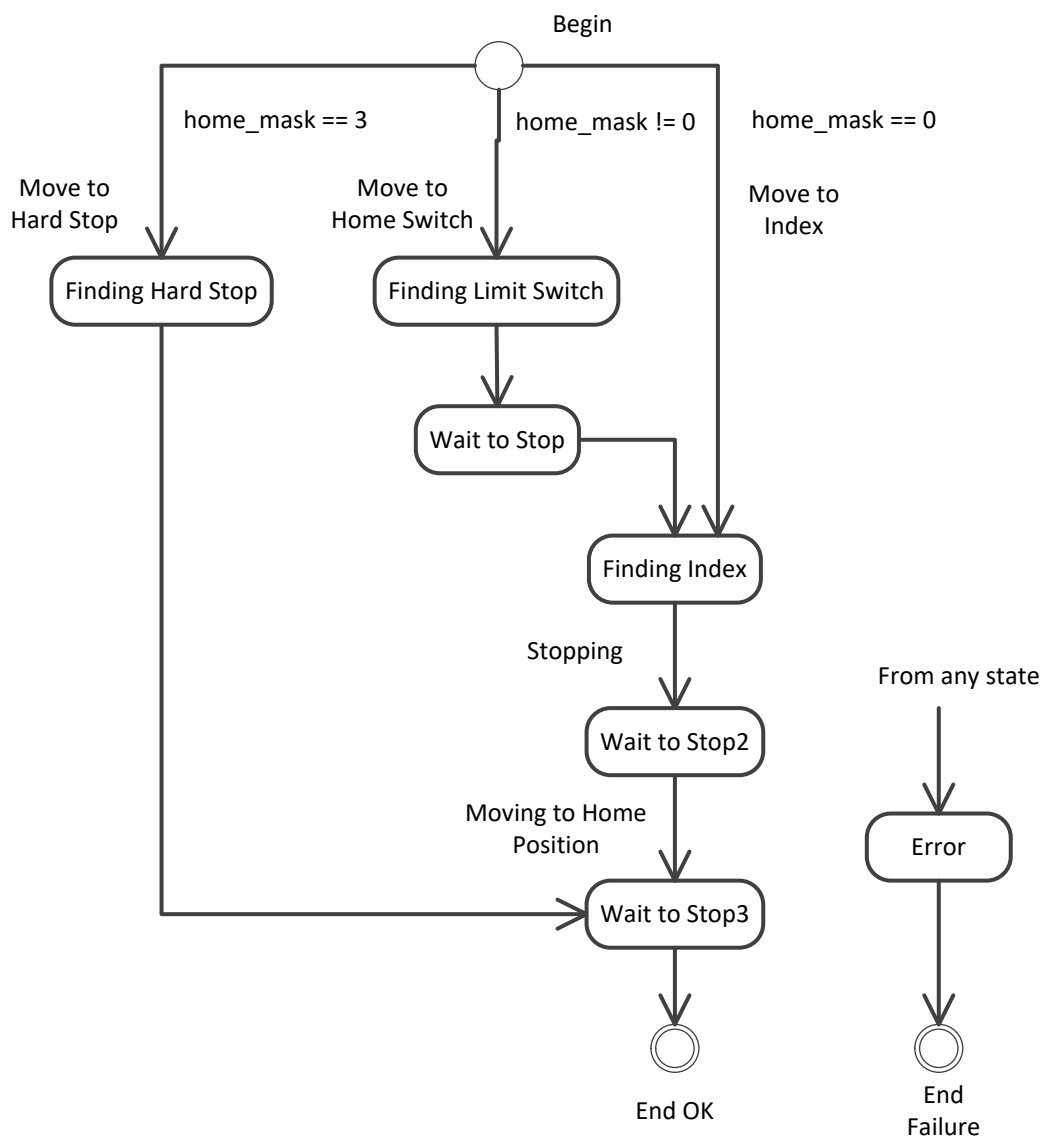 Begin
home_mask == 3
home_mask != 0
home_mask == 0
Move to
Hard Stop
Move to
Home Switch
Move to
Index
Finding Hard Stop
Finding Limit Switch
Wait to Stop
Finding Index
Stopping
From any state
Wait to Stop2
Moving to Home
Position
Error
Wait to Stop3
End OK
End
Failure